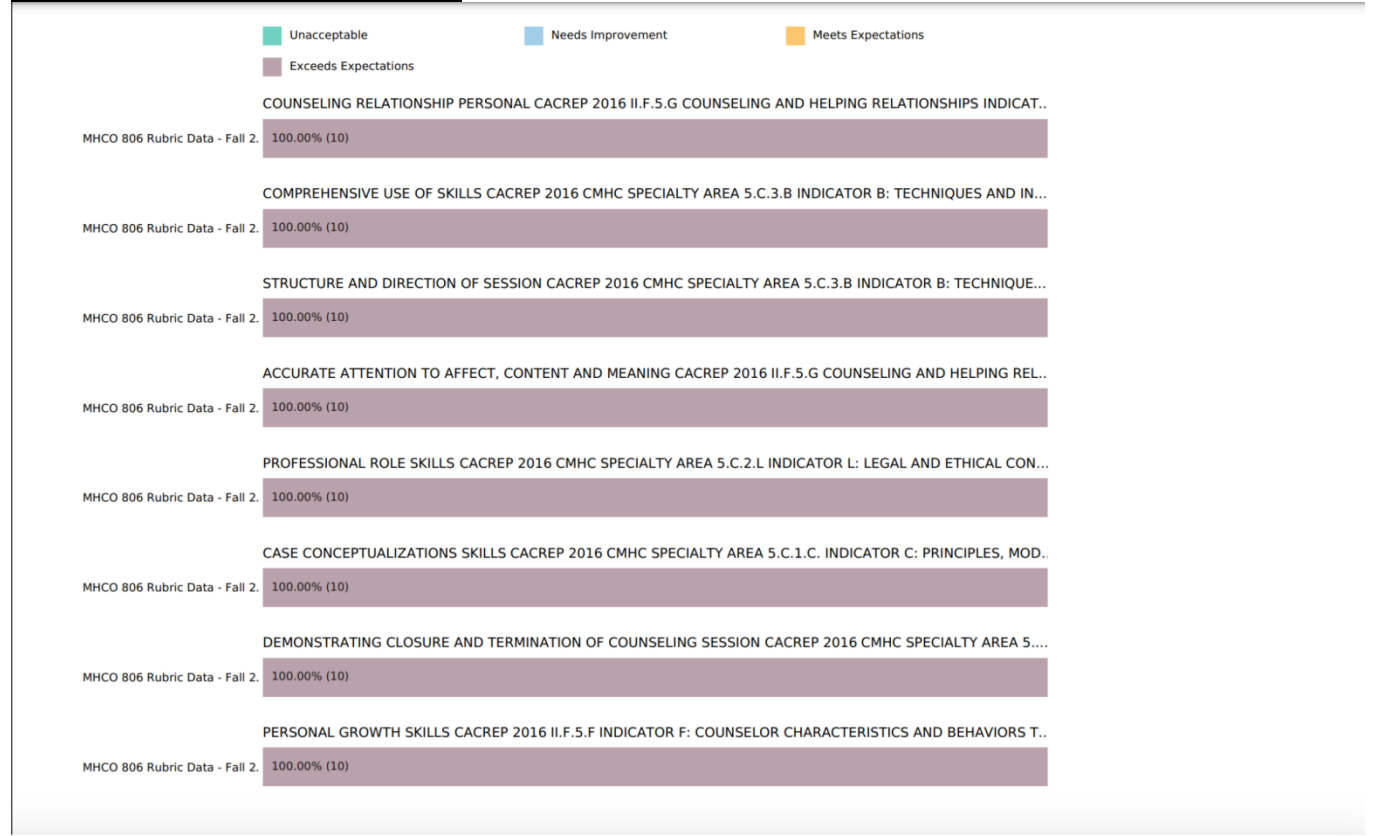 Unacceptable Needs Improvement Meets Expectations
Exceeds Expectations
COUNSELING RELATIONSHIP PERSONAL CACREP 2016 II.F.5.G COUNSELING AND HELPING RELATIONSHIPS INDICAT..
MHCO 806 Rubric Data - Fall 2. 100.00% (10)
COMPREHENSIVE USE OF SKILLS CACREP 2016 CMHC SPECIALTY AREA 5.C.3.B INDICATOR B: TECHNIQUES AND IN...
MHCO 806 Rubric Data - Fall 2. 100.00% (10)
STRUCTURE AND DIRECTION OF SESSION CACREP 2016 CMHC SPECIALTY AREA 5.C.3.B INDICATOR B: TECHNIQUE...
MHCO 806 Rubric Data - Fall 2. 100.00% (10)
ACCURATE ATTENTION TO AFFECT, CONTENT AND MEANING CACREP 2016 II.F.5.G COUNSELING AND HELPING REL..
MHCO 806 Rubric Data - Fall 2. 100.00% (10)
PROFESSIONAL ROLE SKILLS CACREP 2016 CMHC SPECIALTY AREA 5.C.2.L INDICATOR L: LEGAL AND ETHICAL CON...
MHCO 806 Rubric Data - Fall 2. 100.00% (10)
CASE CONCEPTUALIZATIONS SKILLS CACREP 2016 CMHC SPECIALTY AREA 5.C.1.C. INDICATOR C: PRINCIPLES, MOD..
MHCO 806 Rubric Data - Fall 2. 100.00% (10)
DEMONSTRATING CLOSURE AND TERMINATION OF COUNSELING SESSION CACREP 2016 CMHC SPECIALTY AREA 5....
MHCO 806 Rubric Data - Fall 2. 100.00% (10)
PERSONAL GROWTH SKILLS CACREP 2016 II.F.5.F INDICATOR F: COUNSELOR CHARACTERISTICS AND BEHAVIORS T..
MHCO 806 Rubric Data - Fall 2. 100.00% (10)